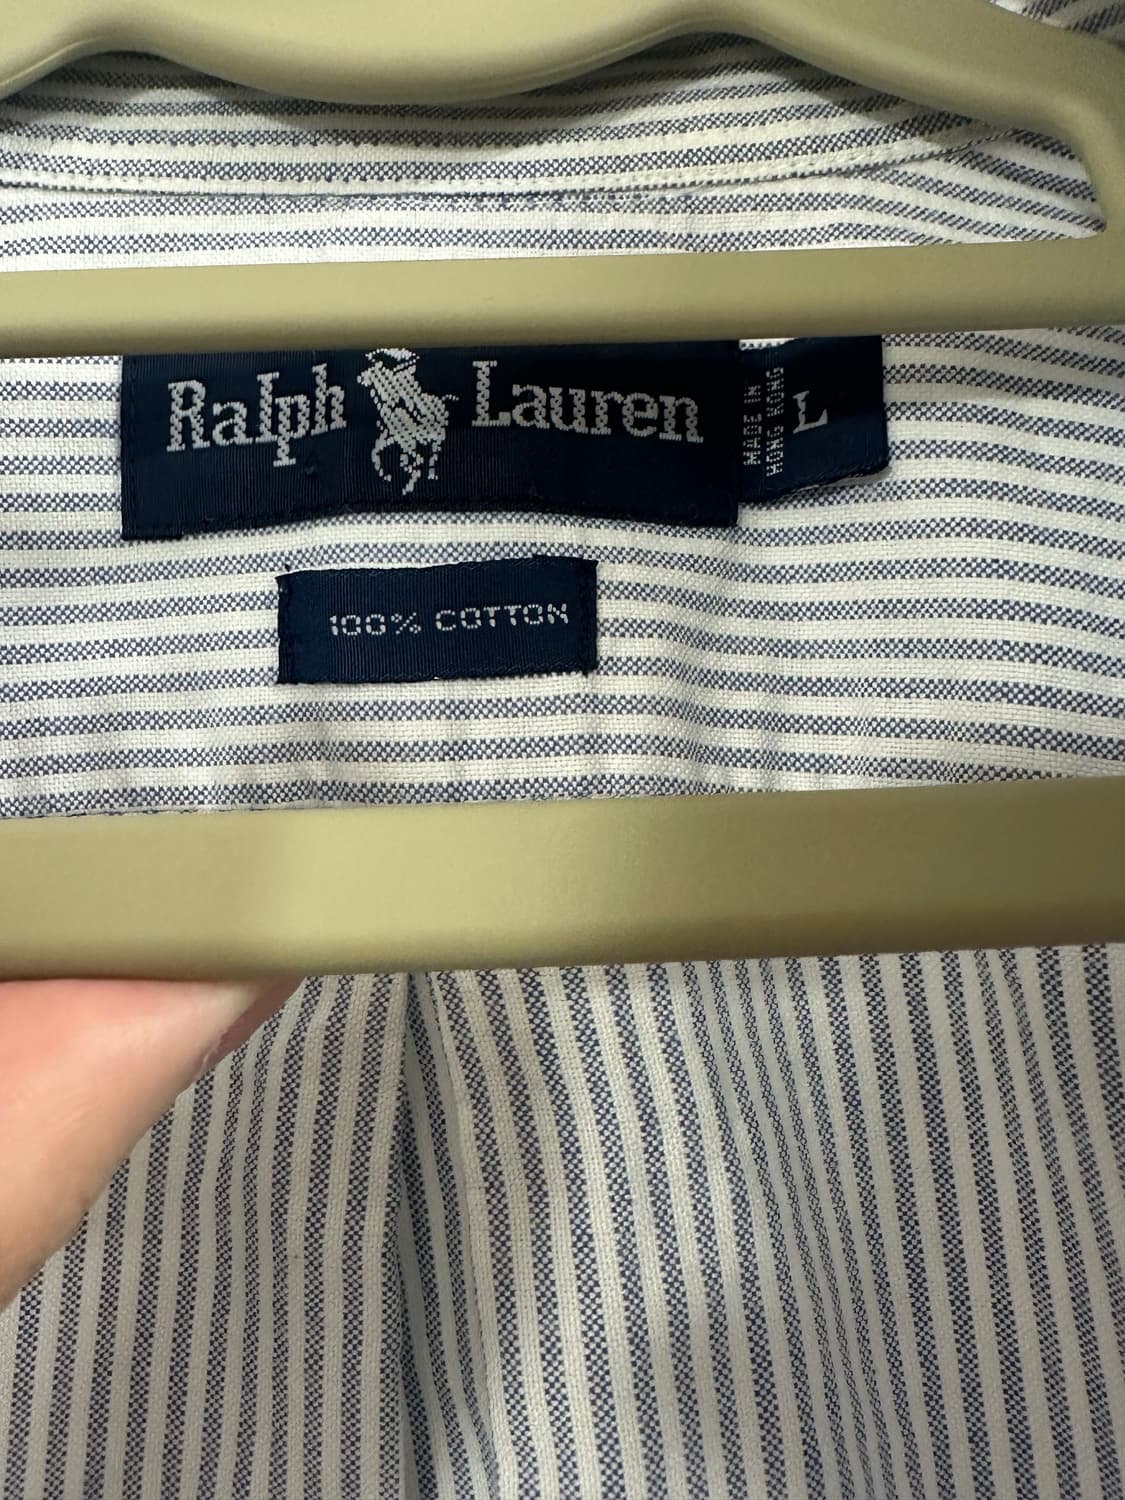 Ralph Lauren
MADE IN
HONG KONG
L
100% COTTON